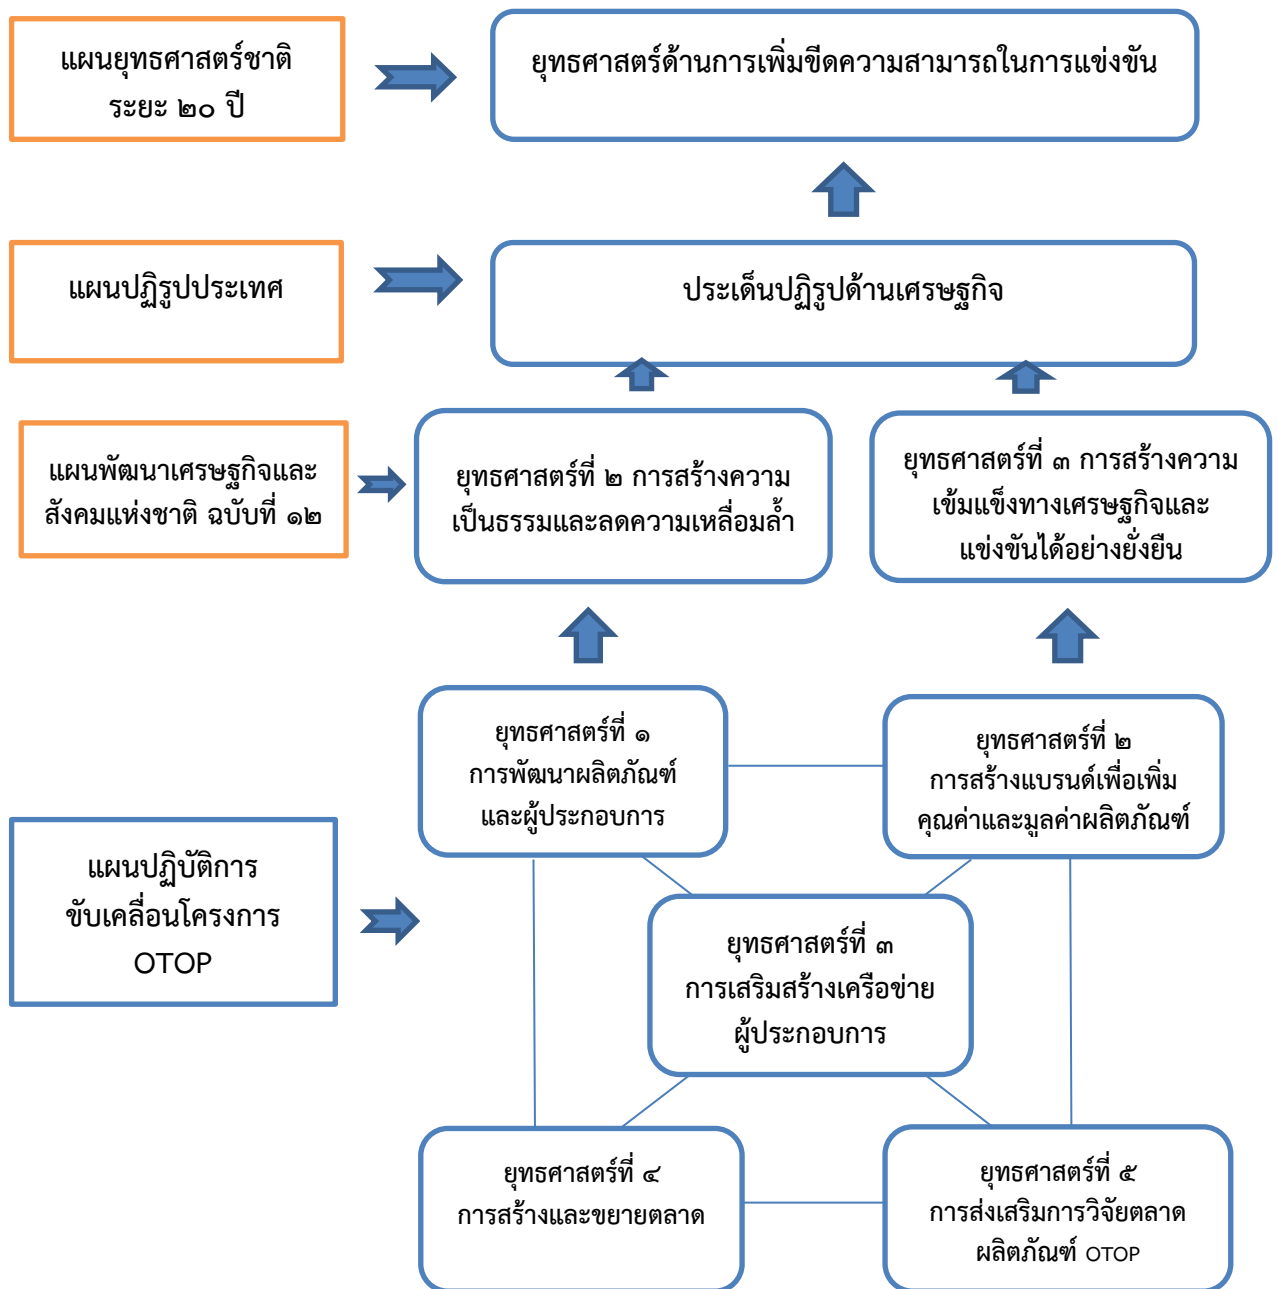 แผนยุทธศาสตร์ชาติ
ระยะ ๒๐ ปี
ยุทธศาสตร์ด้านการเพิ่มขีดความสามารถในการแข่งขัน
แผนปฏิรูปประเทศ
ประเด็นปฏิรูปด้านเศรษฐกิจ
แผนพัฒนาเศรษฐกิจและ
สังคมแห่งชาติ ฉบับที่ ๑๒
ยุทธศาสตร์ที่ ๒ การสร้างความ
เป็นธรรมและลดความเหลื่อมล้ำ
ยุทธศาสตร์ที่ ๓ การสร้างความ
เข้มแข็งทางเศรษฐกิจและ
แข่งขันได้อย่างยั่งยืน
แผนปฏิบัติการ
ขับเคลื่อนโครงการ
OTOP
ยุทธศาสตร์ที่ ๑
การพัฒนาผลิตภัณฑ์
และผู้ประกอบการ
ยุทธศาสตร์ที่ ๒
การสร้างแบรนด์เพื่อเพิ่ม
คุณค่าและมูลค่าผลิตภัณฑ์
ยุทธศาสตร์ที่ ๓
การเสริมสร้างเครือข่าย
ผู้ประกอบการ
ยุทธศาสตร์ที่ ๔
การสร้างและขยายตลาด
ยุทธศาสตร์ที่ ๕
การส่งเสริมการวิจัยตลาด
ผลิตภัณฑ์ OTOP